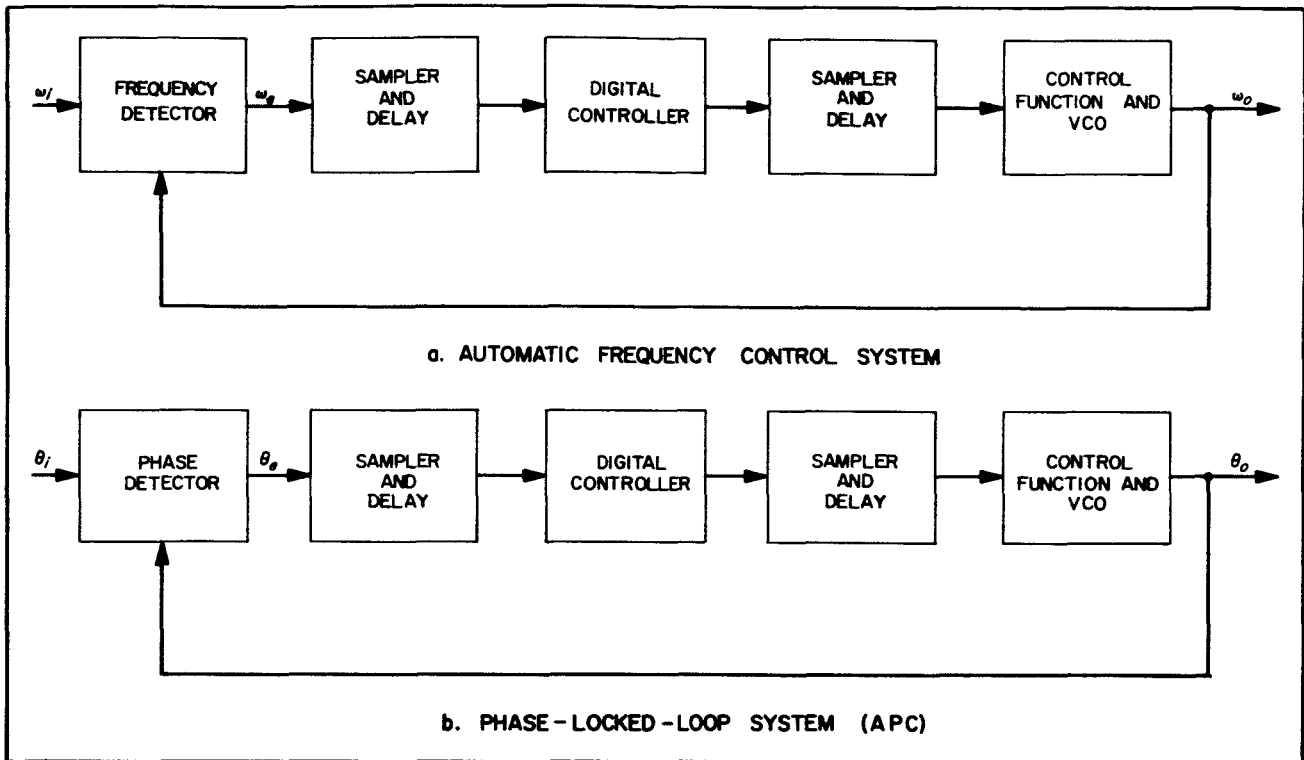 ωi
FREQUENCY
DETECTOR
ωe
SAMPLER
AND
DELAY
DIGITAL
CONTROLLER
SAMPLER
AND
DELAY
CONTROL
FUNCTION AND
VCO
ωo
a. AUTOMATIC FREQUENCY CONTROL SYSTEM
θi
PHASE
DETECTOR
θe
SAMPLER
AND
DELAY
DIGITAL
CONTROLLER
SAMPLER
AND
DELAY
CONTROL
FUNCTION AND
VCO
θo
b. PHASE-LOCKED-LOOP SYSTEM (APC)